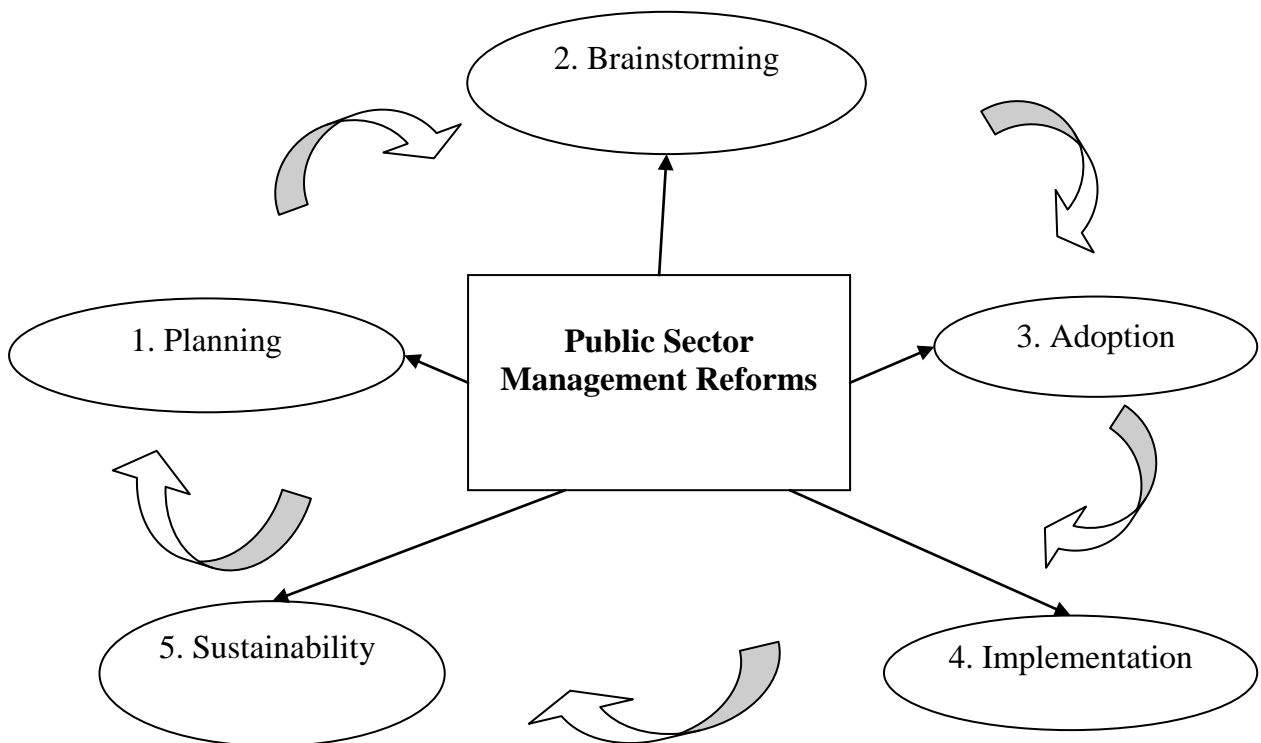 2. Brainstorming
1. Planning
Public Sector
Management Reforms
3. Adoption
5. Sustainability
4. Implementation